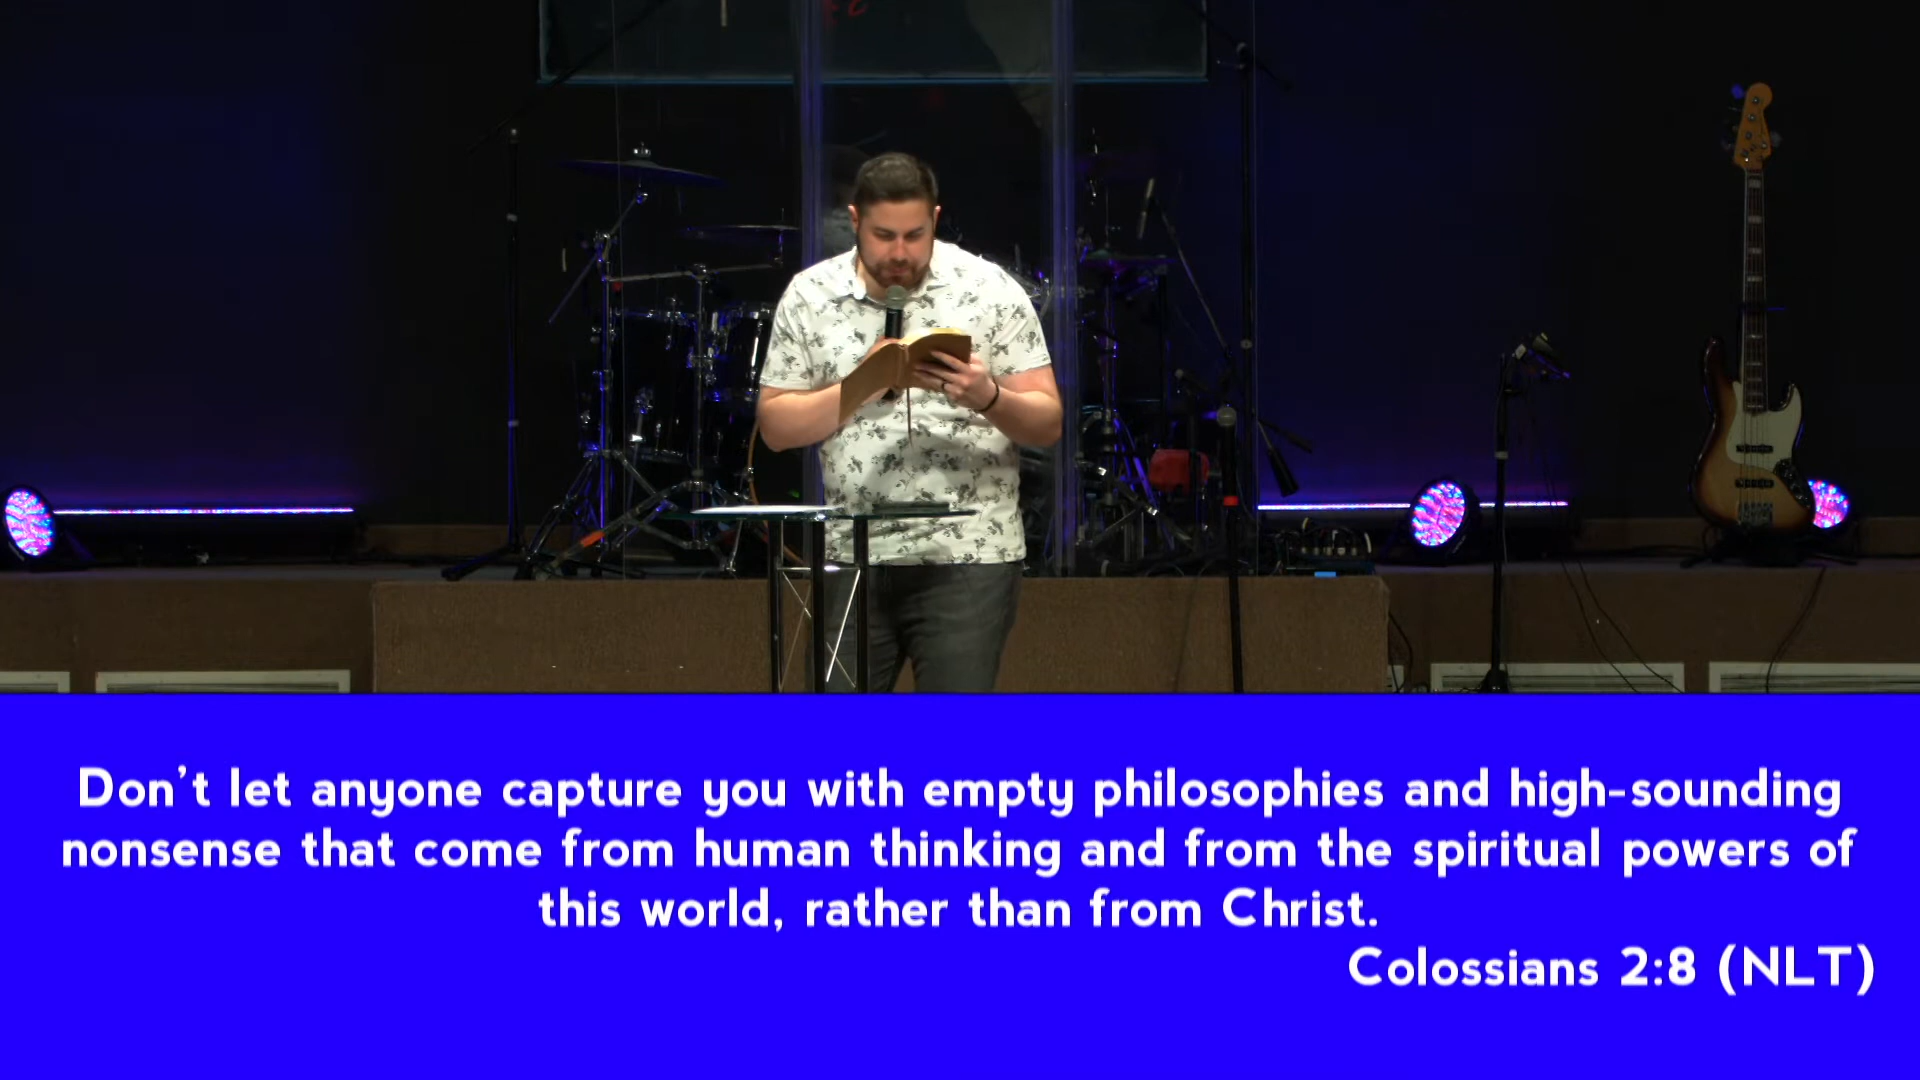 Don't let anyone capture you with empty philosophies and high-sounding
nonsense that come from human thinking and from the spiritual powers of
this world, rather than from Christ.
Colossians 2:8 (NLT)